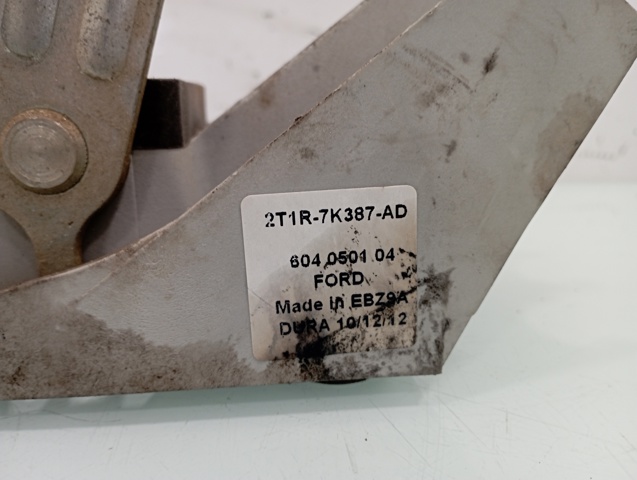 2T1R-7K387-AD
604.0501.04
FORD
Made in EBZ9A
DURA 10/12/12